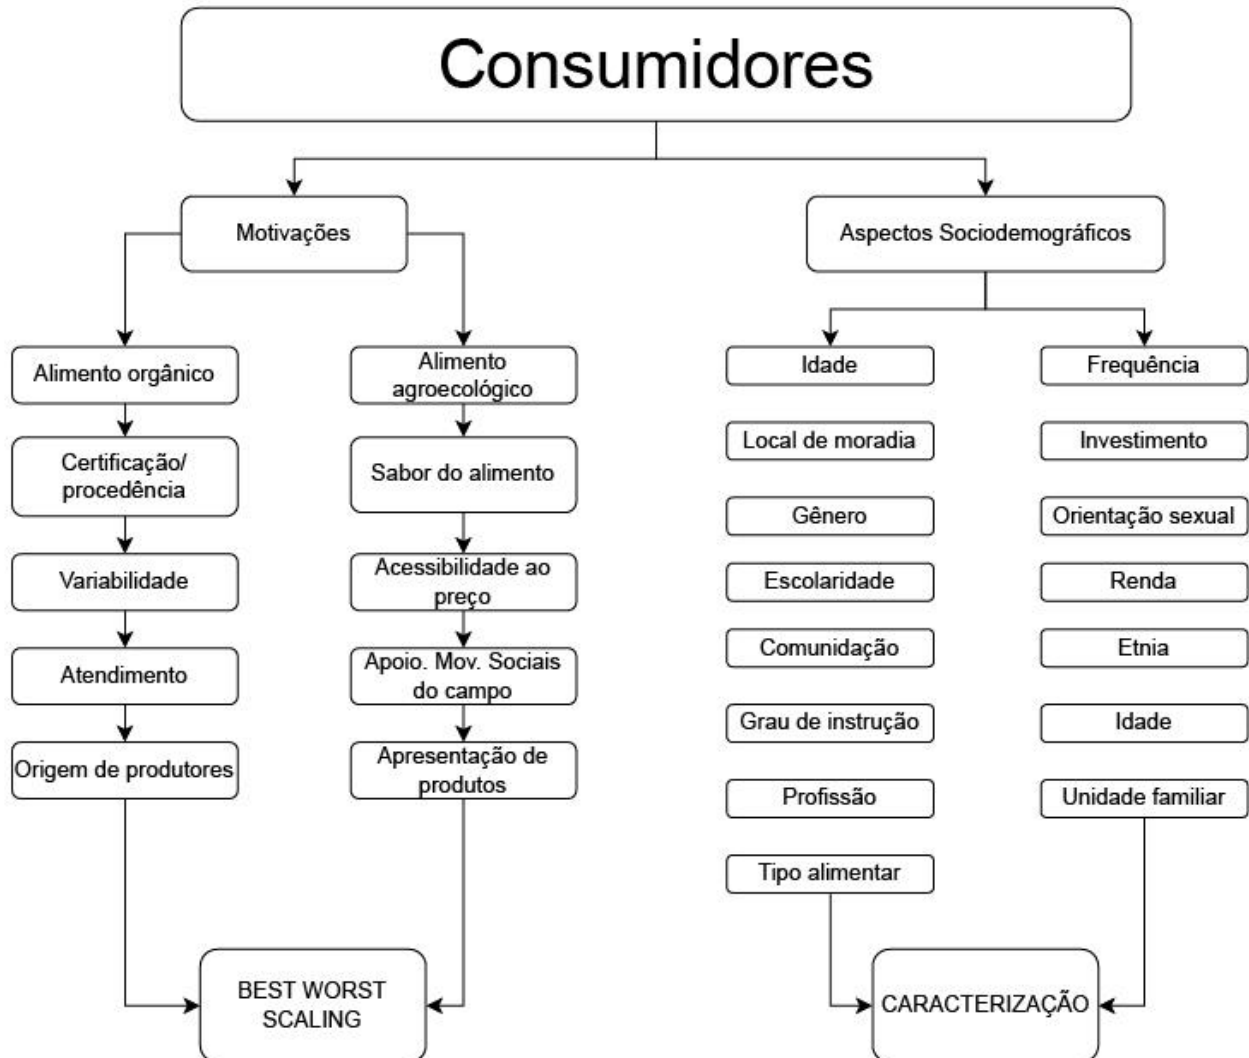 Consumidores
Motivações
Aspectos Sociodemográficos
Alimento orgânico
Alimento
agroecológico
Idade
Frequência
Certificação/
procedência
Sabor do alimento
Local de moradia
Investimento
Gênero
Orientação sexual
Variabilidade
Acessibilidade ao
preço
Escolaridade
Renda
Atendimento
Apoio. Mov. Sociais
do campo
Comunidação
Etnia
Origem de produtores
Apresentação de
produtos
Grau de instrução
Idade
Profissão
Unidade familiar
Tipo alimentar
BEST WORST
SCALING
CARACTERIZAÇÃO